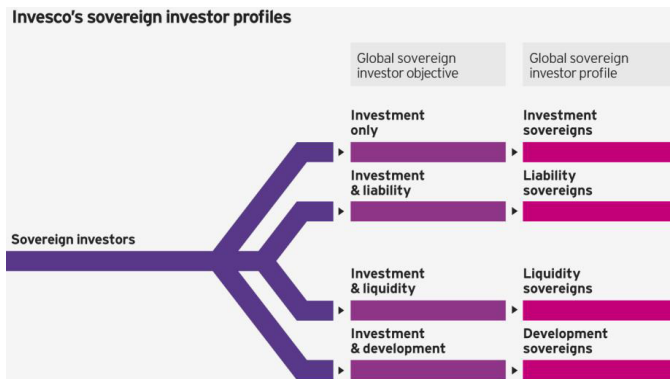 Invesco's sovereign investor profiles
Global sovereign
investor objective
Global sovereign
investor profile
Investment
only
Investment
sovereigns
Investment
& liability
Liability
sovereigns
Sovereign investors
Investment
& liquidity
Liquidity
sovereigns
Investment
& development
Development
sovereigns